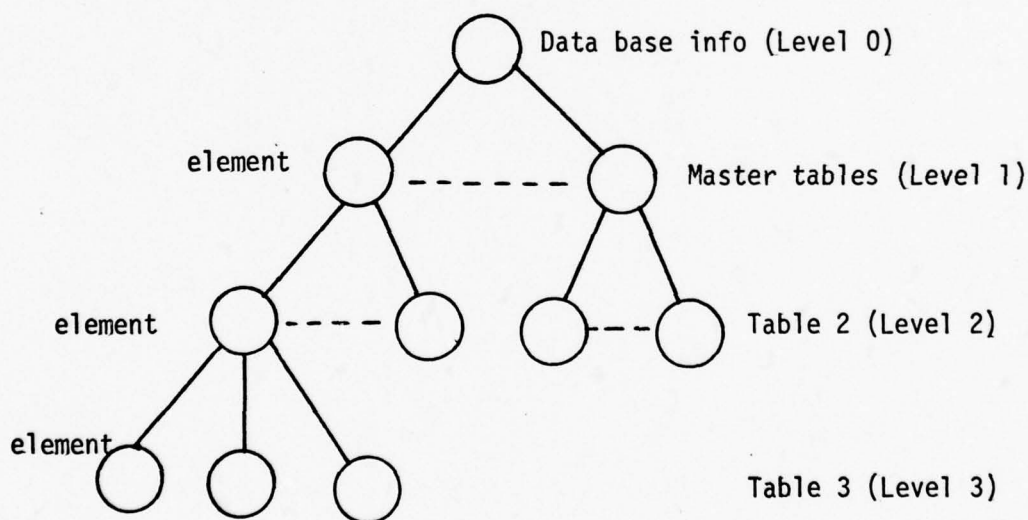 Data base info (Level 0)
element
Master tables (Level 1)
element
Table 2 (Level 2)
element
Table 3 (Level 3)